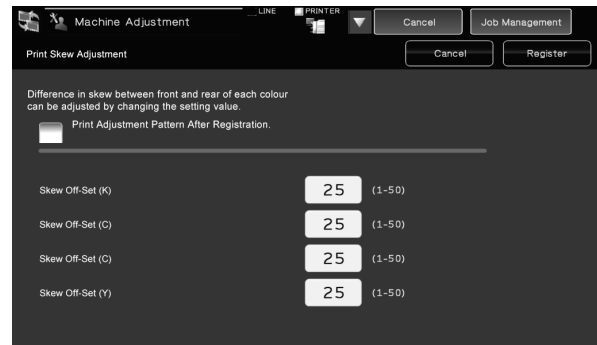 LINE PRINTER
Machine Adjustment Cancel Job Management
Print Skew Adjustment Cancel Register
Difference in skew between front and rear of each colour
can be adjusted by changing the setting value.
Print Adjustment Pattern After Registration.
Skew Off-Set (K) 25 (1-50)
Skew Off-Set (C) 25 (1-50)
Skew Off-Set (C) 25 (1-50)
Skew Off-Set (Y) 25 (1-50)